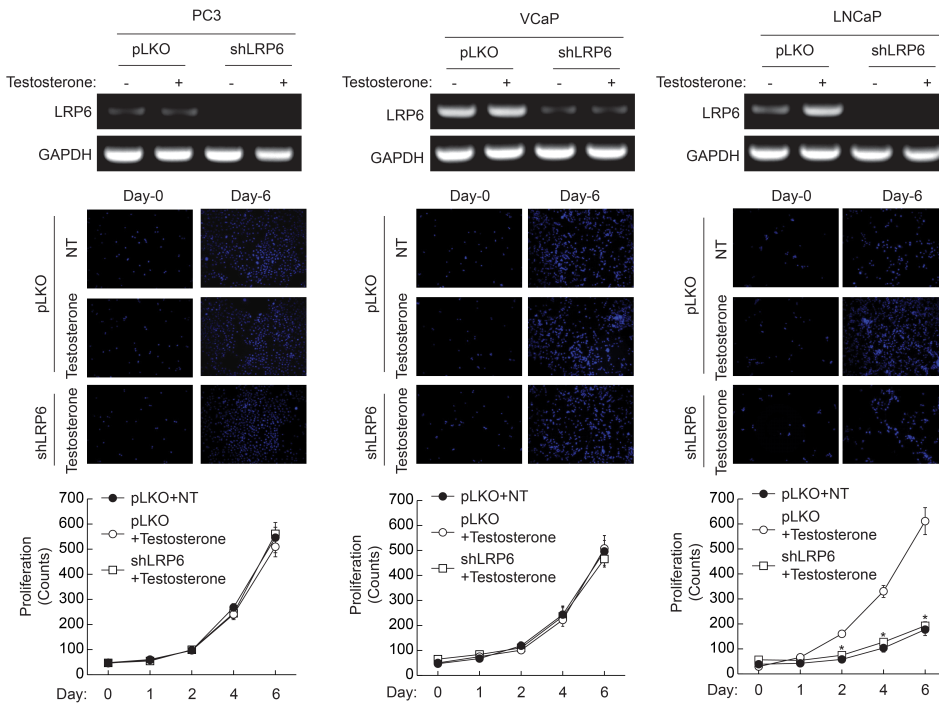 PC3
pLKO shLRP6
Testosterone: - + - +
LRP6
GAPDH
Day-0 Day-6
pLKO
NT
Testosterone
shLRP6
Testosterone
Proliferation
(Counts)
700
600
500
400
300
200
100
0
pLKO+NT
pLKO
+Testosterone
shLRP6
+Testosterone
Day: 0 1 2 4 6
VCaP
pLKO shLRP6
Testosterone: - + - +
LRP6
GAPDH
Day-0 Day-6
pLKO
NT
Testosterone
shLRP6
Testosterone
Proliferation
(Counts)
700
600
500
400
300
200
100
0
pLKO+NT
pLKO
+Testosterone
shLRP6
+Testosterone
Day: 0 1 2 4 6
LNCaP
pLKO shLRP6
Testosterone: - + - +
LRP6
GAPDH
Day-0 Day-6
pLKO
NT
Testosterone
shLRP6
Testosterone
Proliferation
(Counts)
700
600
500
400
300
200
100
0
pLKO+NT
pLKO
+Testosterone
shLRP6
+Testosterone
* * *
Day: 0 1 2 4 6